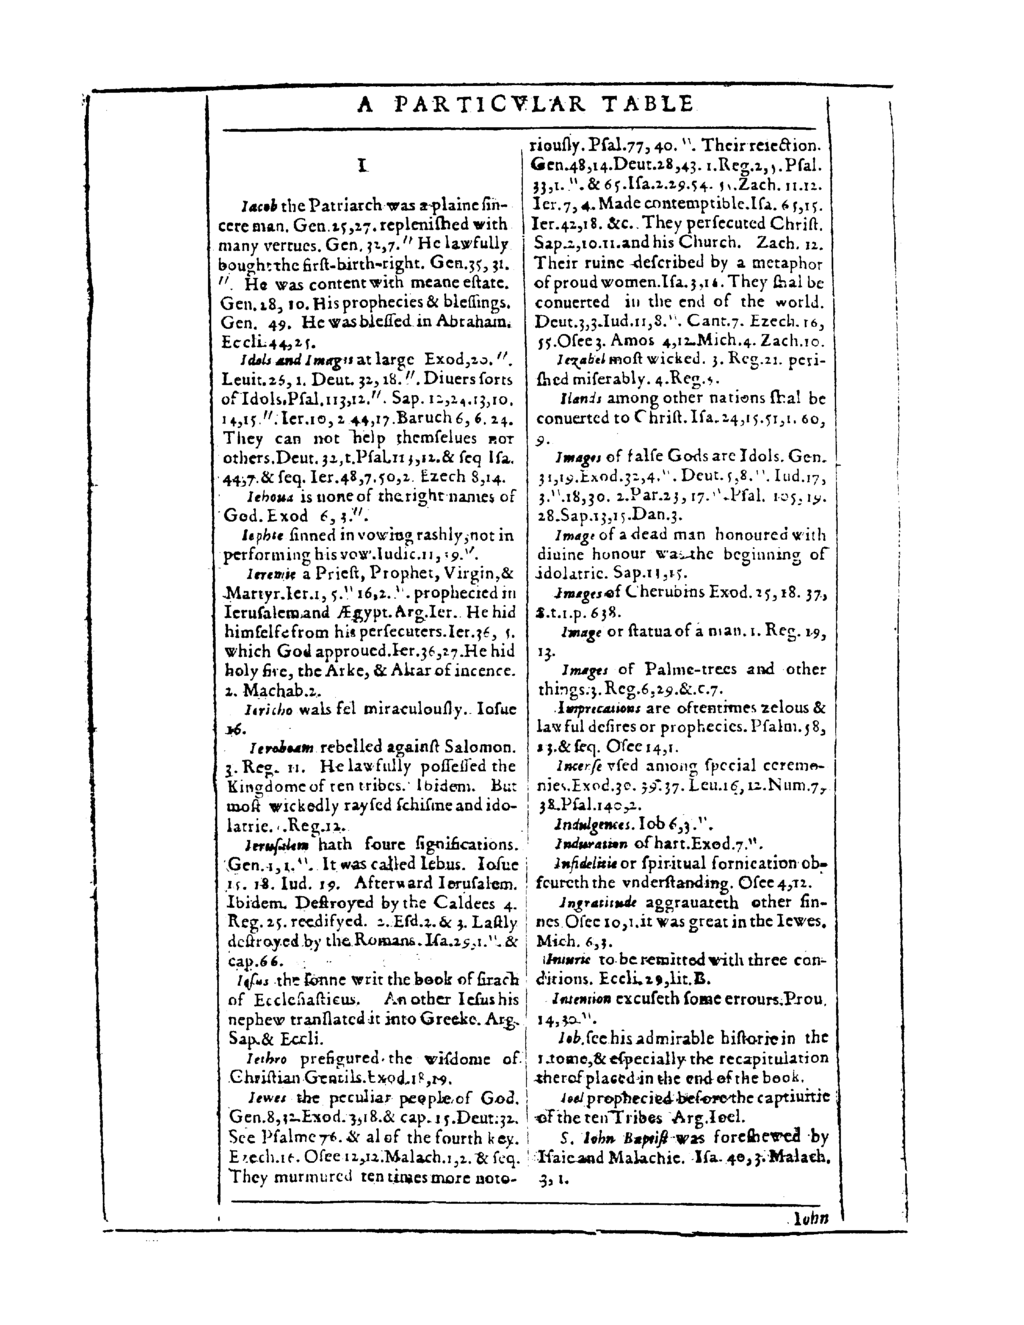 A PARTICVLAR TABLE
I
Iacob the Patriarch was a plaine ſin-
cere man. Gen.25,27. repleniſhed with
many vertues. Gen. 32,7." He lawfully
bought the firſt-birth-right. Gen.35, 31.
". He was content with meane eſtate.
Gen. 28, 10. His prophecies & bleſſings.
Gen. 49. He was bleſſed in Abraham.
Eccli.44,25.
Idols and Images at large Exod,20.".
Leuit.26, 1. Deut. 32, 18.". Diuers ſorts
of Idols.Pſal.113,12.". Sap. 12,24.13,10.
14,15.". Ier.10, 2 44,17.Baruch 6, 6. 24.
They can not help themſelues nor
others.Deut. 32,1.Pſal.113,12.& ſeq Iſa.
44,7.& ſeq. Ier.48,7.50,2. Ezech 8,14.
Iehoua is none of the right names of
God. Exod 6, 3.".
Iephte ſinned in vowing raſhly, not in
performing his vow.Iudic.11, 39.".
Ieremie a Prieſt, Prophet, Virgin,&
Martyr.Ier.1, 5." 16,2.". prophecied in
Ieruſalem.and Ægypt. Arg.Ier. He hid
himſelfe from his perſecuters.Ier.36, 5.
which God approued.Ier.36,27.He hid
holy fire, the Arke, & Altar of incence.
2. Machab.2.
Iericho wals fel miraculouſly. Ioſue
16.
Ieroboam rebelled againſt Salomon.
3. Reg. 11. He lawfully poſſeſſed the
Kingdome of ten tribes. Ibidem. But
moſt wickedly rayſed ſchiſme and ido-
latrie. .Reg.12.
Ieruſalem hath foure ſignifications.
Gen.1,1.". It was called Iebus. Ioſue
15. 18. Iud. 19. Afterward Ieruſalem.
Ibidem. Deſtroyed by the Caldees 4.
Reg. 25. reedifyed. 2. Eſd.2. & 3. Laſtly
deſtroyed by the Romans. Iſa.29,1.". &
cap.66.
Ieſus the ſonne writ the book of ſirach
of Eccleſiaſticus. An other Ieſus his
nephew tranſlated it into Greeke. Arg.
Sap.& Eccli.
Iethro prefigured the wiſdome of
Chriſtian Gentils. Exod.18,19.
Iewes the peculiar people of God.
Gen.8,32.Exod. 3,18.& cap. 15.Deut.32.
See Pſalme 76. & al of the fourth key.
Ezech.16. Oſee 12,12.Malach.1,2. & ſeq.
They murmured ten times more noto-
riouſly. Pſal.77, 40. ". Their reiection.
Gen.48,14.Deut.28,43. 1.Reg.2,5.Pſal.
33,1.". & 65.Iſa.2.29.54. 55.Zach. 11.12.
Ier. 7, 4. Made contemptible.Iſa. 65,15.
Ier.42,18. &c. They perſecuted Chriſt.
Sap.2,10.11.and his Church. Zach. 12.
Their ruine deſcribed by a metaphor
of proud women.Iſa.3,16. They ſhal be
conuerted in the end of the world.
Deut.3,3.Iud.11,8.". Cant.7. Ezech. 16,
55.Oſee 3. Amos 4,12.Mich.4. Zach.10.
Iezabel moſt wicked. 3. Reg.21. peri-
ſhed miſerably. 4.Reg.9.
Ilands among other nations ſhal be
conuerted to Chriſt. Iſa.24,15.51,1. 60,
9.
Images of falſe Gods are Idols. Gen.
31,19.Exod.32,4.". Deut.5,8.". Iud.17,
3.".18,30. 2.Par.23, 17.".Pſal. 105, 19.
28.Sap.13,15.Dan.3.
Image of a dead man honoured with
diuine honour was the beginning of
idolatrie. Sap.11,15.
Images of Cherubins Exod. 25,18. 37,
8.t.1.p. 638.
Image or ſtatua of a man. 1. Reg. 19,
13.
Images of Palme-trees and other
things.3. Reg.6,29.&.c.7.
Imprecations are oftentimes zelous &
lawful deſires or prophecies. Pſalm.58,
13.& ſeq. Oſee 14,1.
Incenſe vſed among ſpecial ceremo-
nies.Exod.30. 39.37. Leu.16, 12.Num.7,
38.Pſal.140,2.
Indulgences. Iob 6,3.".
Induration of hart.Exod.7.".
Infidelitie or ſpiritual fornication ob-
ſcureth the vnderſtanding. Oſee 4,12.
Ingratitude aggrauateth other ſin-
nes. Oſee 10,1.it was great in the Iewes.
Mich. 6,3.
Iniurie to be remitted with three con-
ditions. Eccli.29,lit.B.
Intention excuſeth ſome errours.Prou.
14,30.".
Iob.ſee his admirable hiſtorie in the
1.tome,& eſpecially the recapitulation
therof placed in the end of the book.
Ioel prophecied before the captiuitie
of the ten Tribes Arg.Ioel.
S. Iohn Baptiſt was foreſhewed by
Iſaie and Malachie. Iſa. 40,3.Malach.
3, 1.
Iohn